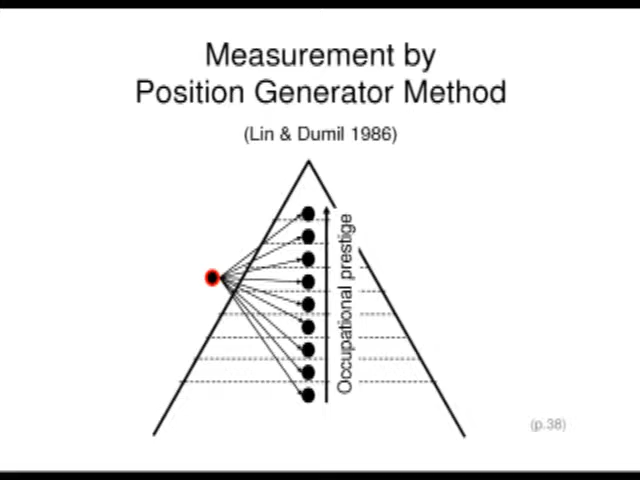 Measurement by
Position Generator Method
(Lin & Dumil 1986)
Occupational prestige
(p.38)